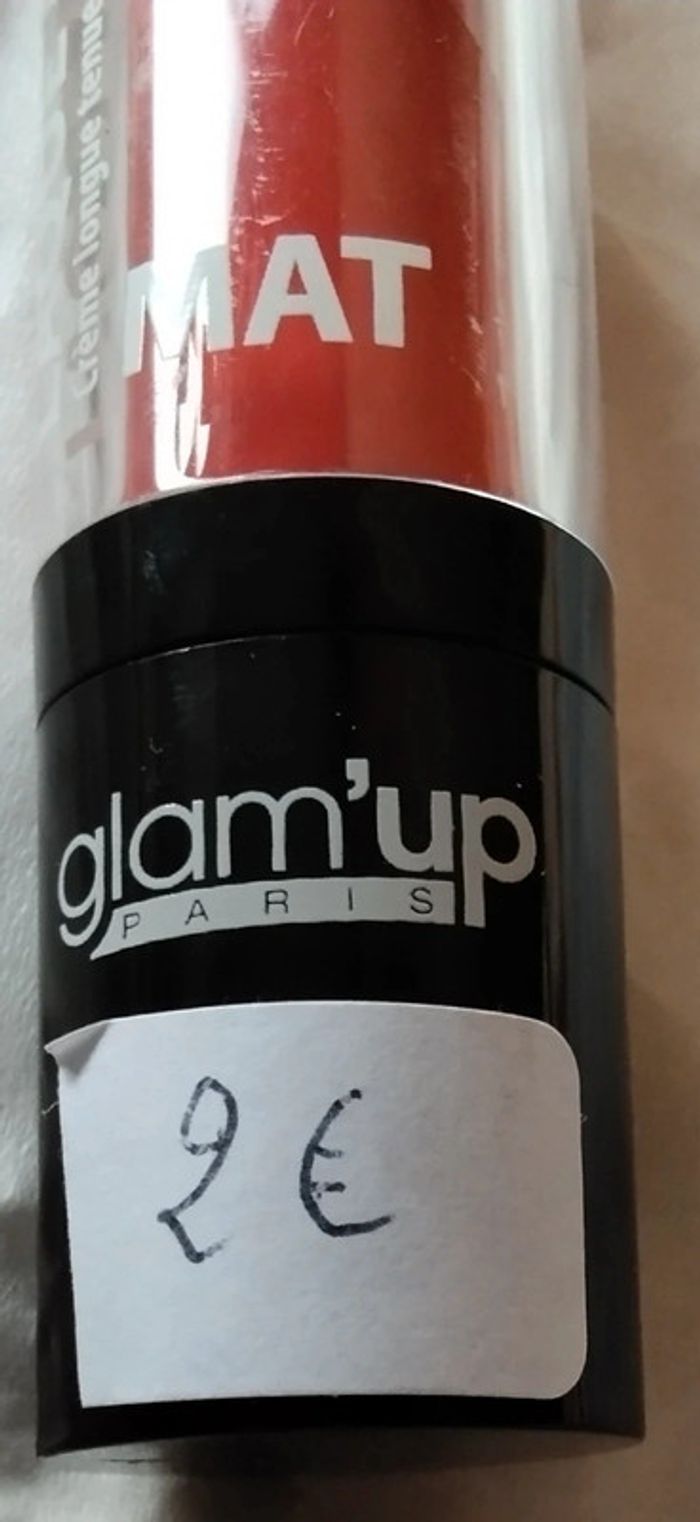 Crème longue tenue
MAT
glam'up
PARIS
2 €